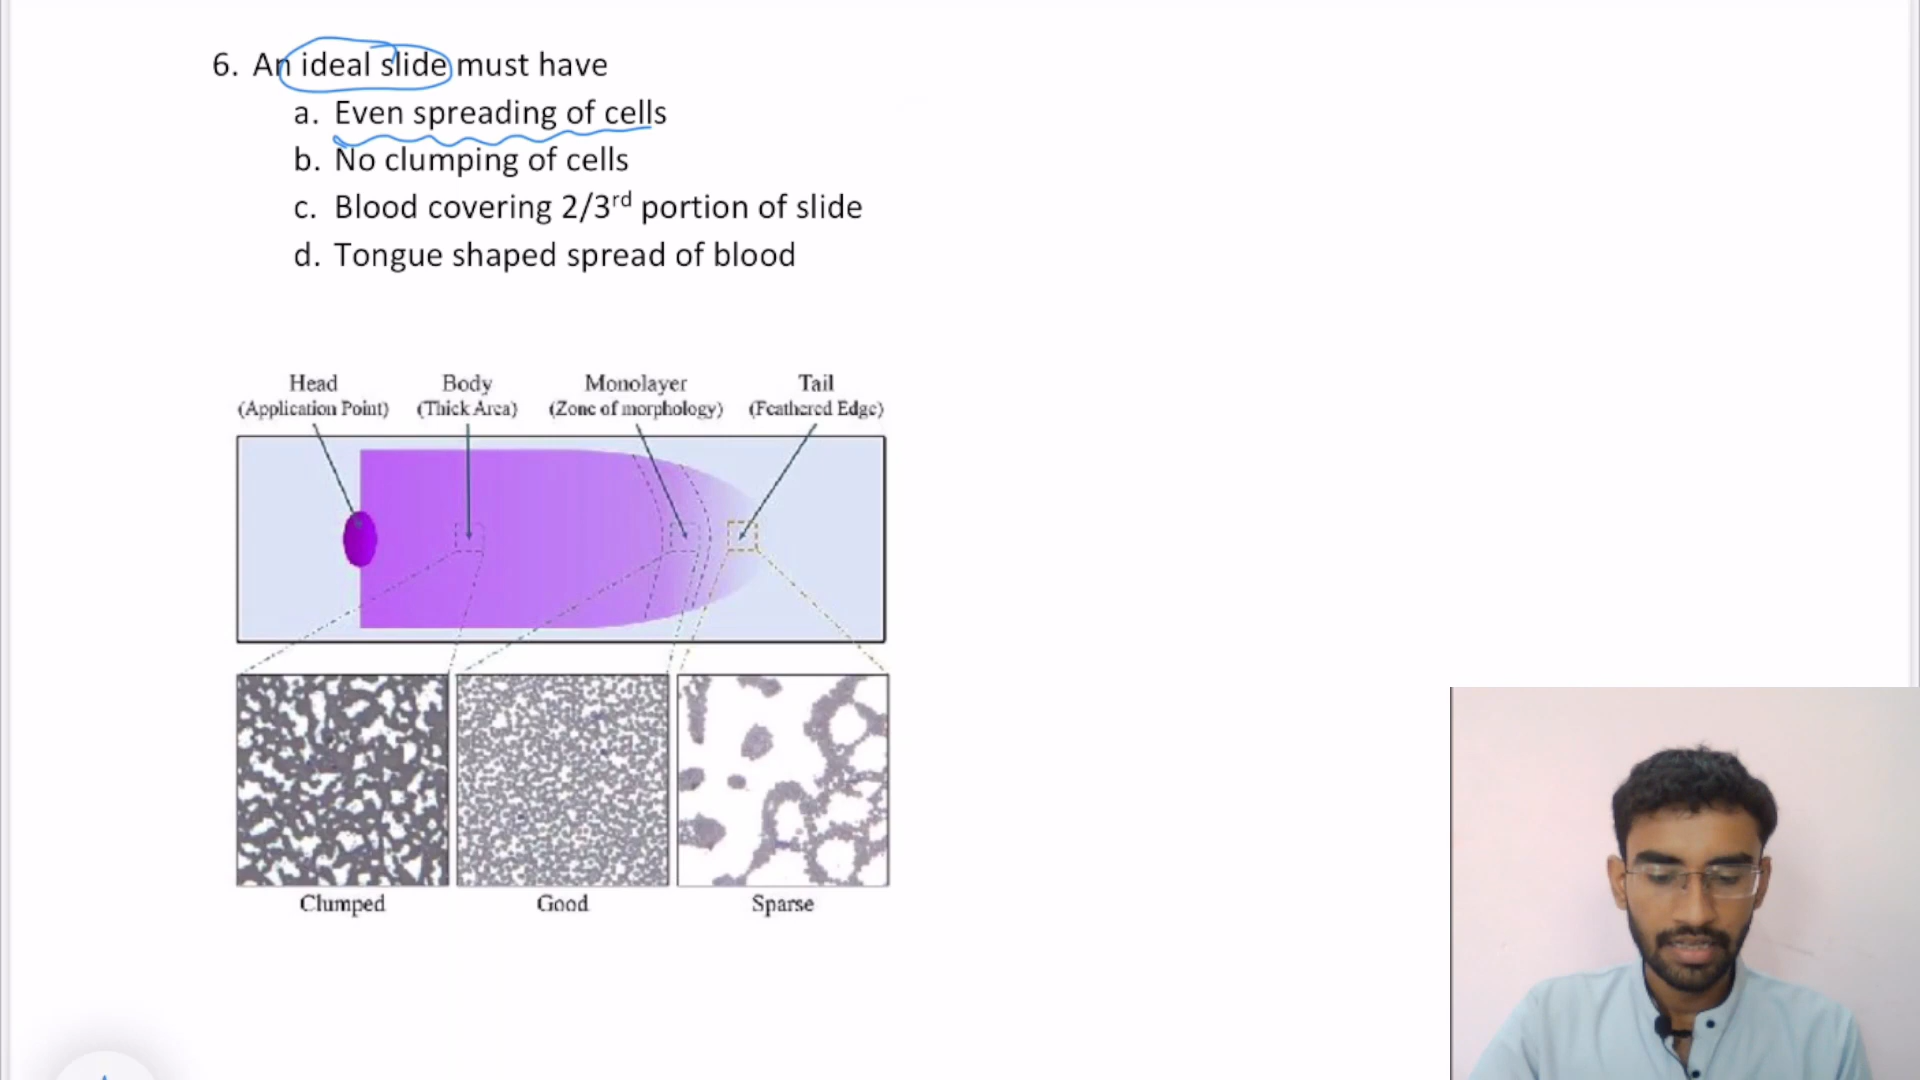 6. An ideal slide must have
a. Even spreading of cells
b. No clumping of cells
c. Blood covering 2/3rd portion of slide
d. Tongue shaped spread of blood
Head Body Monolayer Tail
(Application Point) (Thick Area) (Zone of morphology) (Feathered Edge)
Clumped Good Sparse